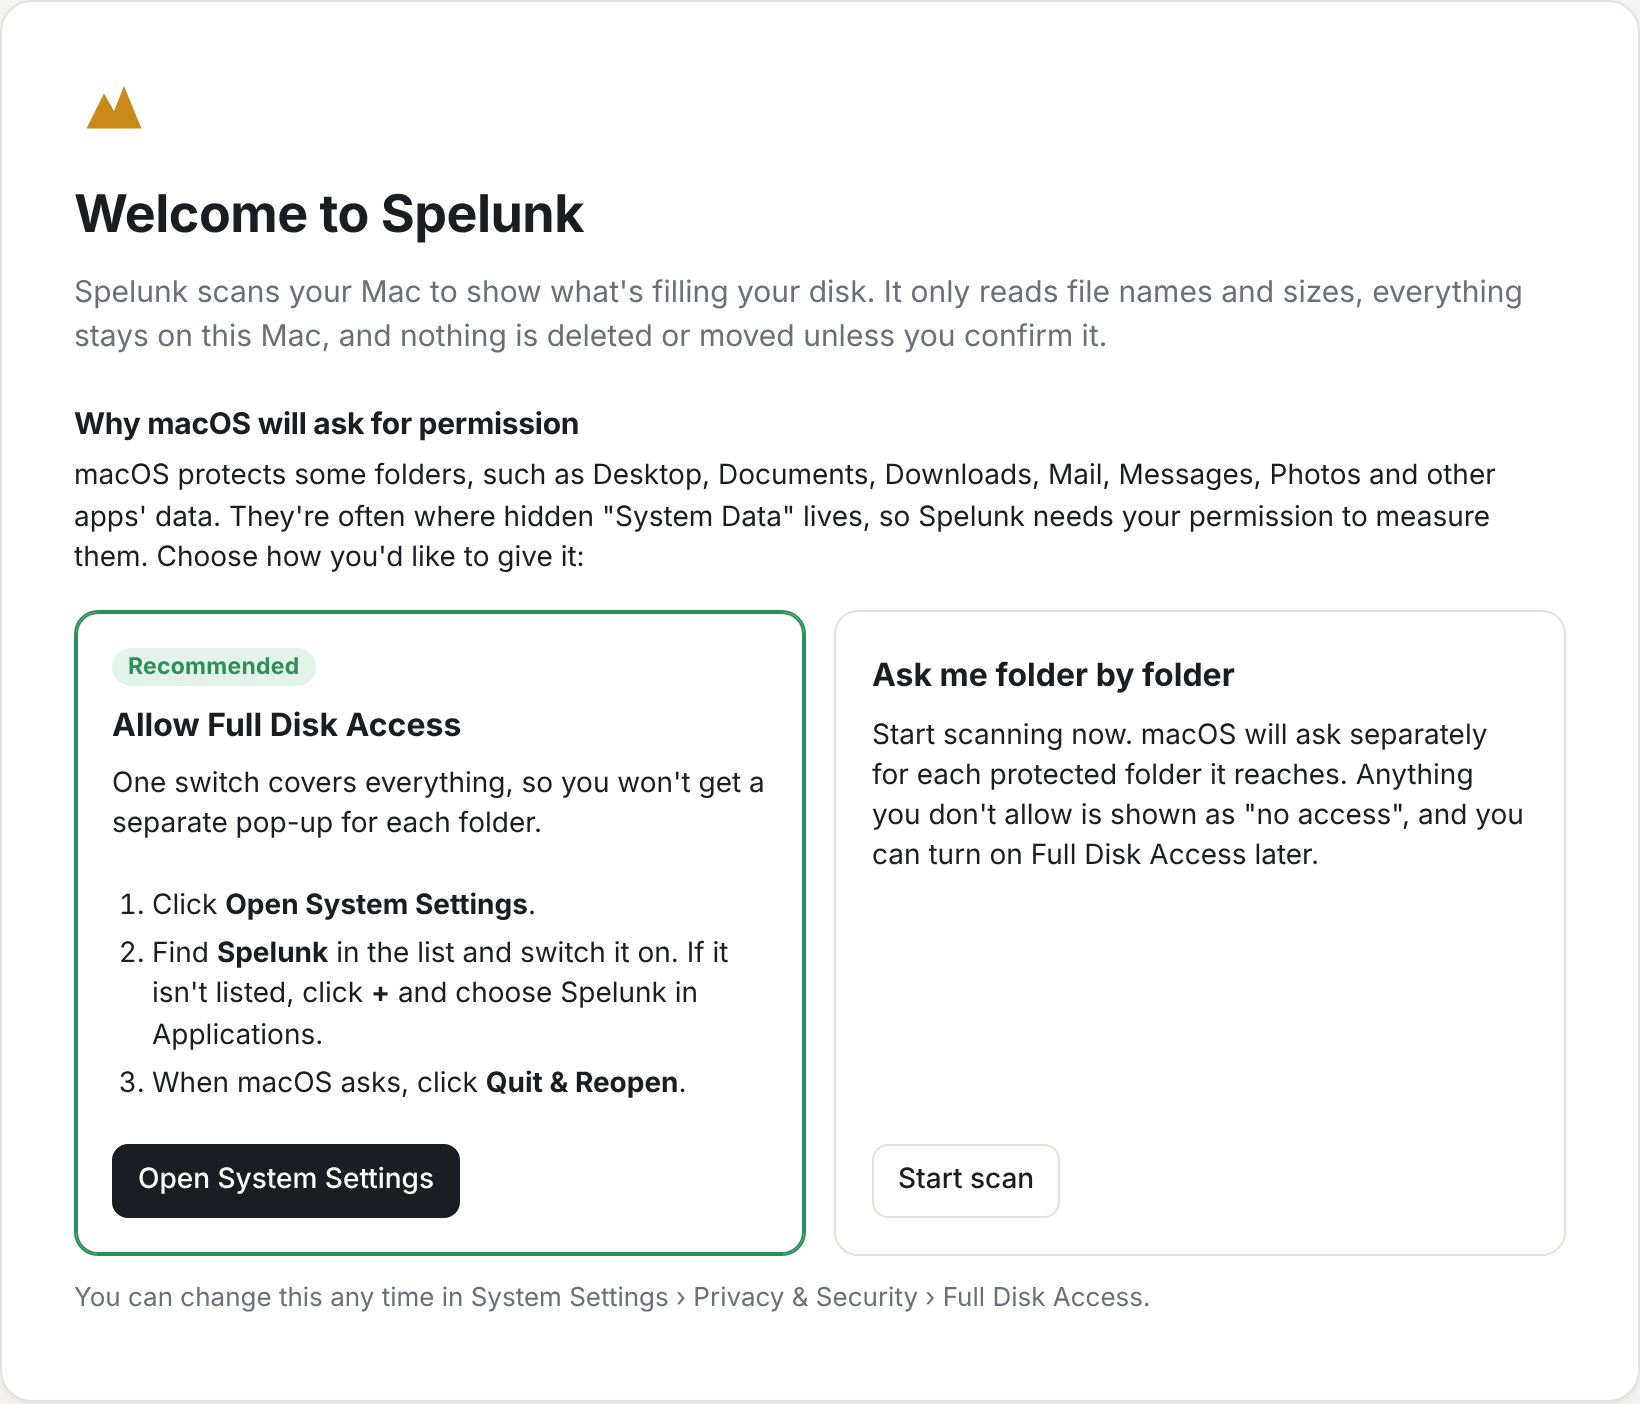 Welcome to Spelunk
Spelunk scans your Mac to show what's filling your disk. It only reads file names and sizes, everything
stays on this Mac, and nothing is deleted or moved unless you confirm it.
Why macOS will ask for permission
macOS protects some folders, such as Desktop, Documents, Downloads, Mail, Messages, Photos and other
apps' data. They're often where hidden "System Data" lives, so Spelunk needs your permission to measure
them. Choose how you'd like to give it:
Recommended
Allow Full Disk Access
One switch covers everything, so you won't get a
separate pop-up for each folder.
1. Click Open System Settings.
2. Find Spelunk in the list and switch it on. If it
isn't listed, click + and choose Spelunk in
Applications.
3. When macOS asks, click Quit & Reopen.
Open System Settings
Ask me folder by folder
Start scanning now. macOS will ask separately
for each protected folder it reaches. Anything
you don't allow is shown as "no access", and you
can turn on Full Disk Access later.
Start scan
You can change this any time in System Settings › Privacy & Security › Full Disk Access.